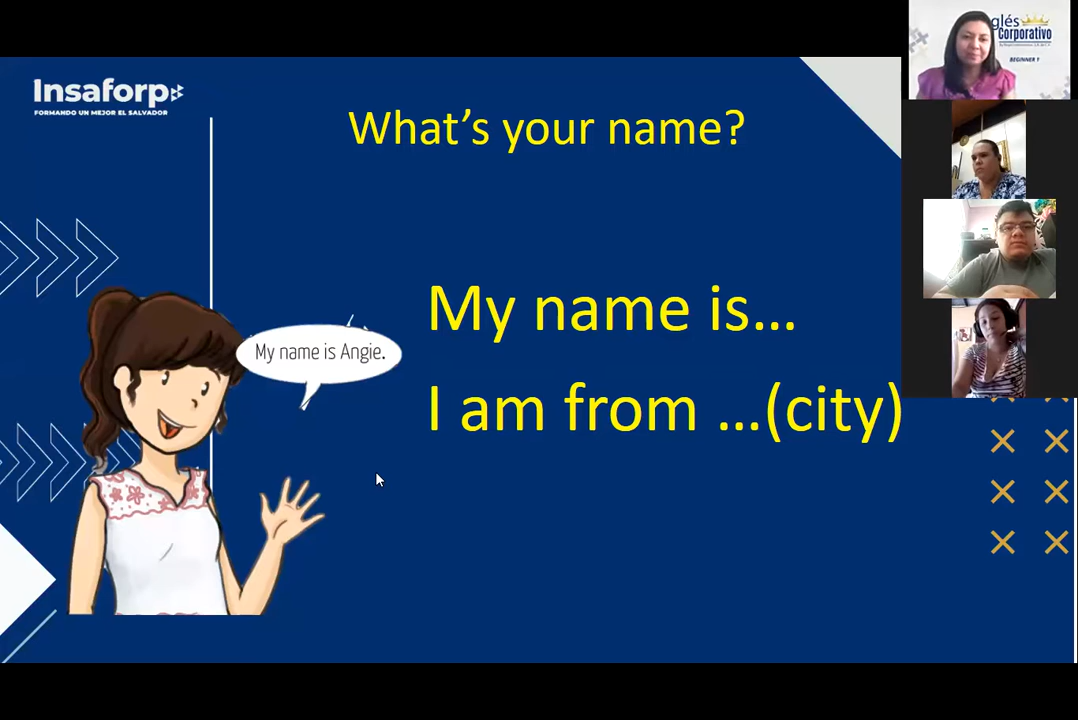 Insaforp
FORMANDO UN MEJOR EL SALVADOR
What’s your name?
My name is Angie.
My name is...
I am from ...(city)
glés
Corporativo
BEGINNER 1